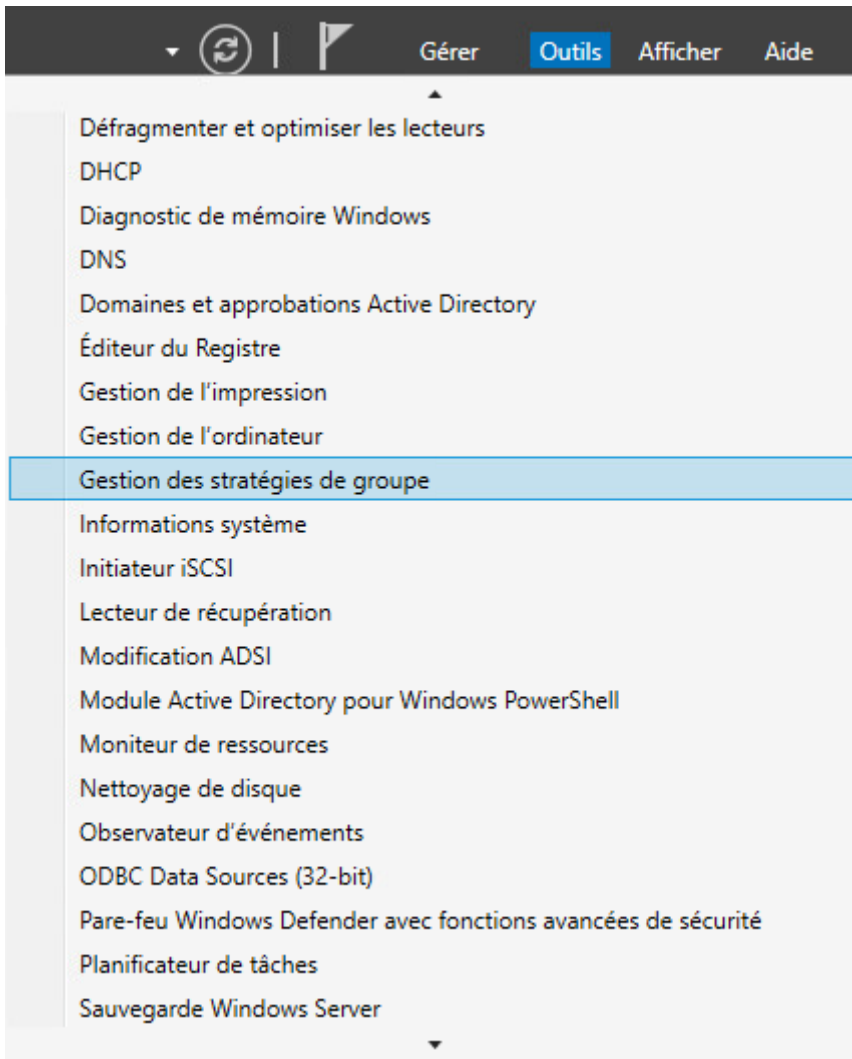 Gérer Outils Afficher Aide
Défragmenter et optimiser les lecteurs
DHCP
Diagnostic de mémoire Windows
DNS
Domaines et approbations Active Directory
Éditeur du Registre
Gestion de l'impression
Gestion de l'ordinateur
Gestion des stratégies de groupe
Informations système
Initiateur iSCSI
Lecteur de récupération
Modification ADSI
Module Active Directory pour Windows PowerShell
Moniteur de ressources
Nettoyage de disque
Observateur d'événements
ODBC Data Sources (32-bit)
Pare-feu Windows Defender avec fonctions avancées de sécurité
Planificateur de tâches
Sauvegarde Windows Server